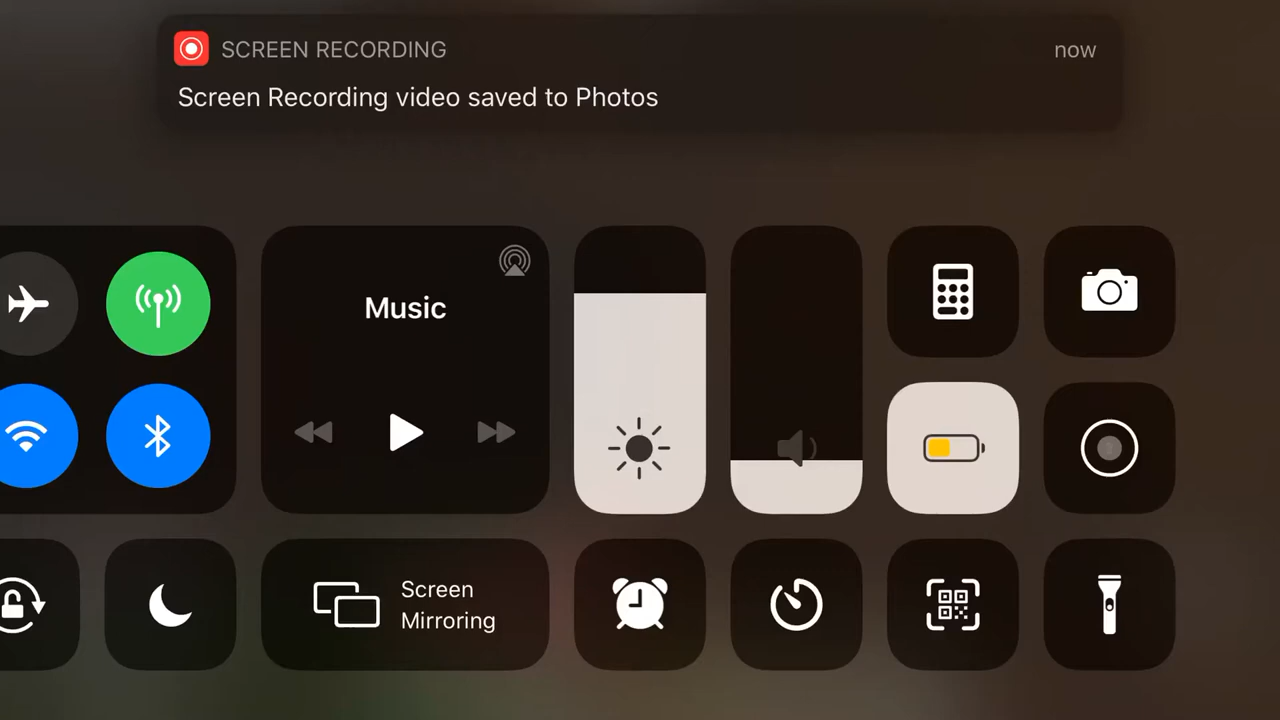 SCREEN RECORDING
now
Screen Recording video saved to Photos
Music
Screen
Mirroring